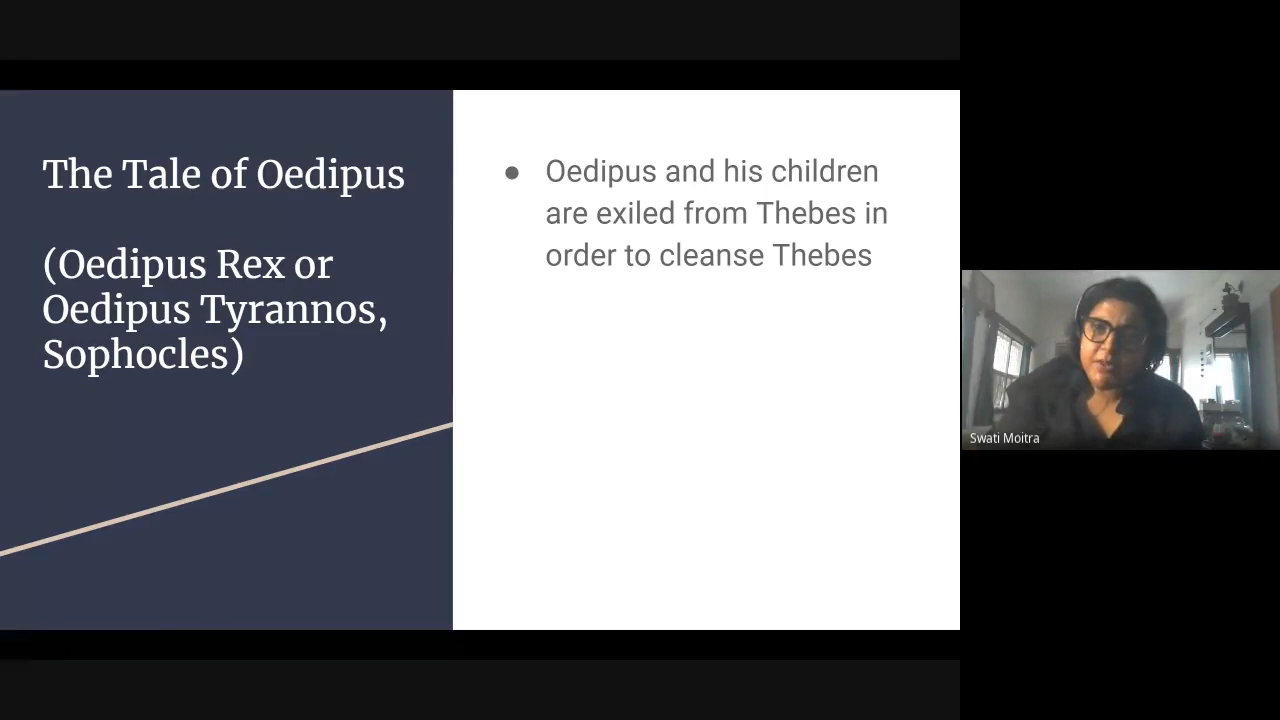 The Tale of Oedipus
(Oedipus Rex or
Oedipus Tyrannos,
Sophocles)
● Oedipus and his children
are exiled from Thebes in
order to cleanse Thebes
Swati Moitra